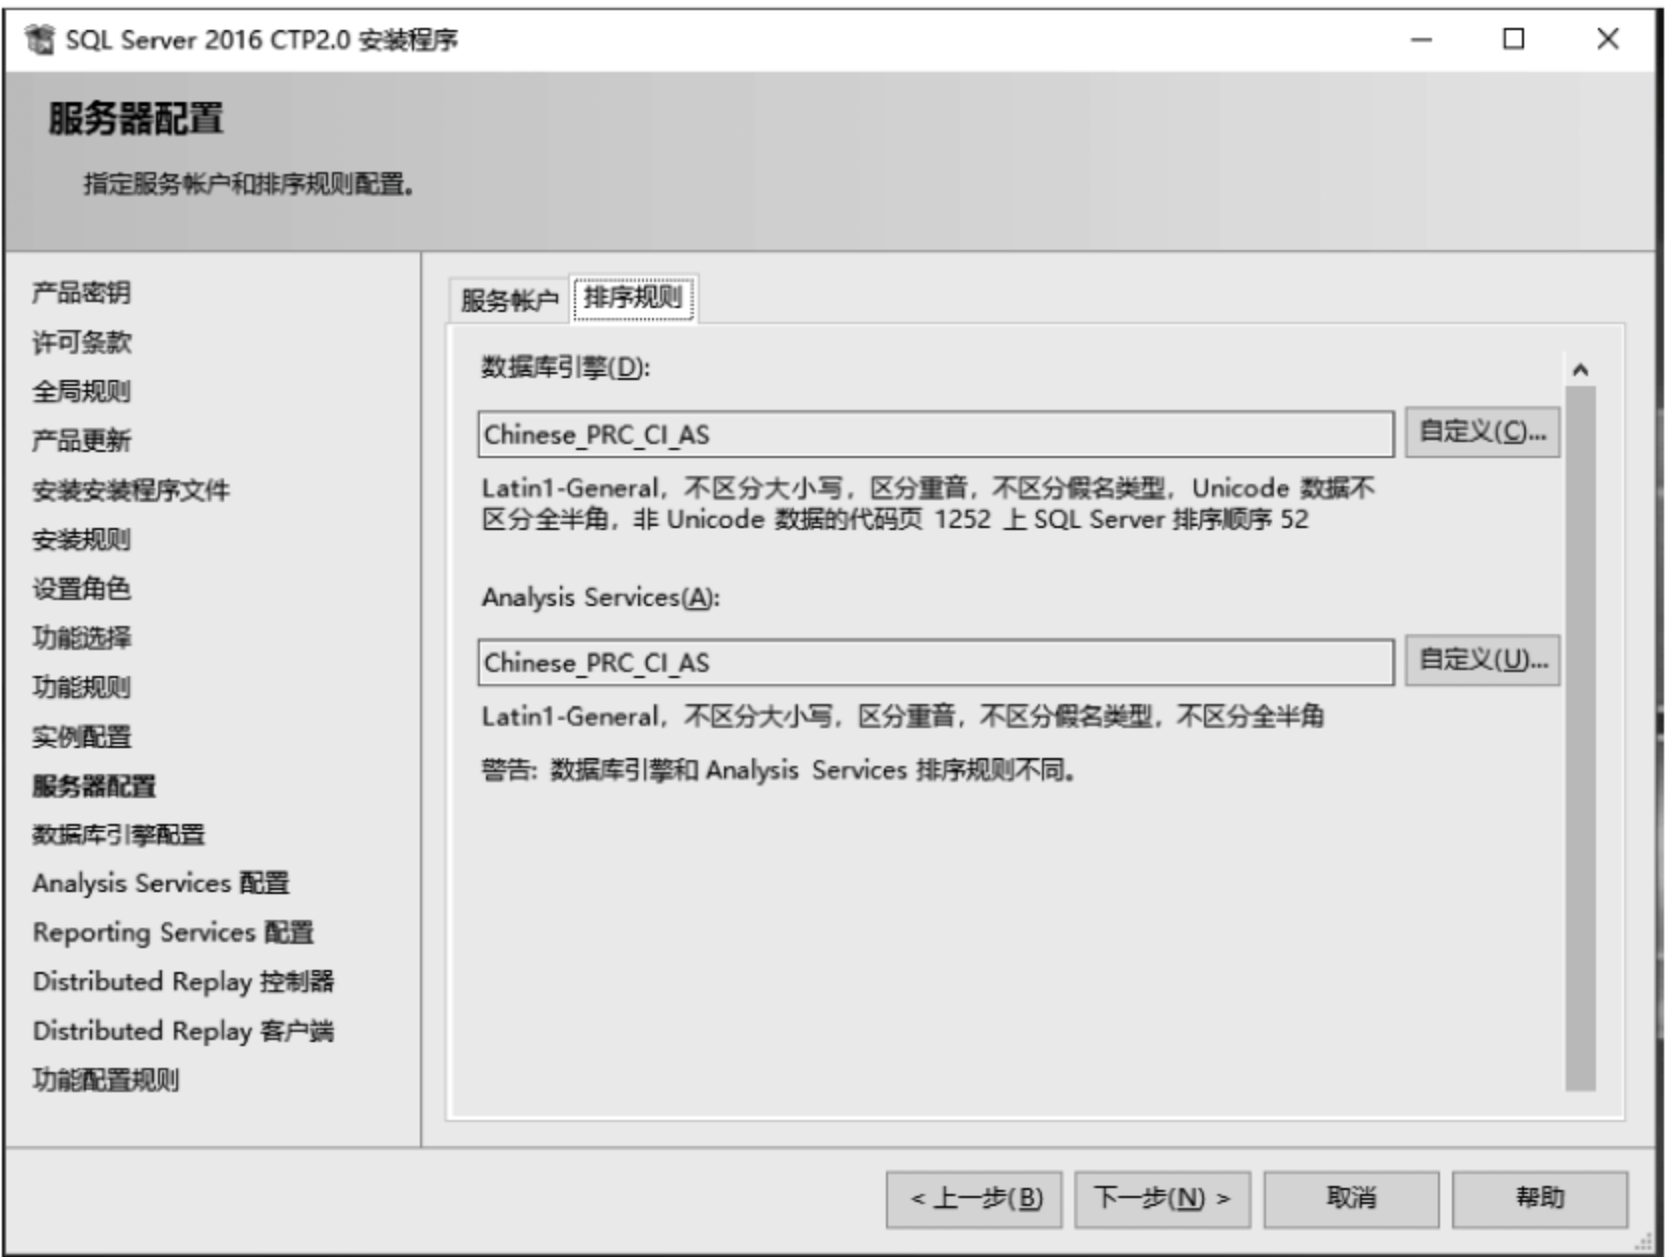 SQL Server 2016 CTP2.0 安装程序
服务器配置
指定服务帐户和排序规则配置。
产品密钥
许可条款
全局规则
产品更新
安装安装程序文件
安装规则
设置角色
功能选择
功能规则
实例配置
服务器配置
数据库引擎配置
Analysis Services 配置
Reporting Services 配置
Distributed Replay 控制器
Distributed Replay 客户端
功能配置规则
服务帐户 排序规则
数据库引擎(D):
Chinese_PRC_CI_AS 自定义(C)...
Latin1-General，不区分大小写，区分重音，不区分假名类型，Unicode 数据不
区分全半角，非 Unicode 数据的代码页 1252 上 SQL Server 排序顺序 52
Analysis Services(A):
Chinese_PRC_CI_AS 自定义(U)...
Latin1-General，不区分大小写，区分重音，不区分假名类型，不区分全半角
警告: 数据库引擎和 Analysis Services 排序规则不同。
< 上一步(B) 下一步(N) > 取消 帮助